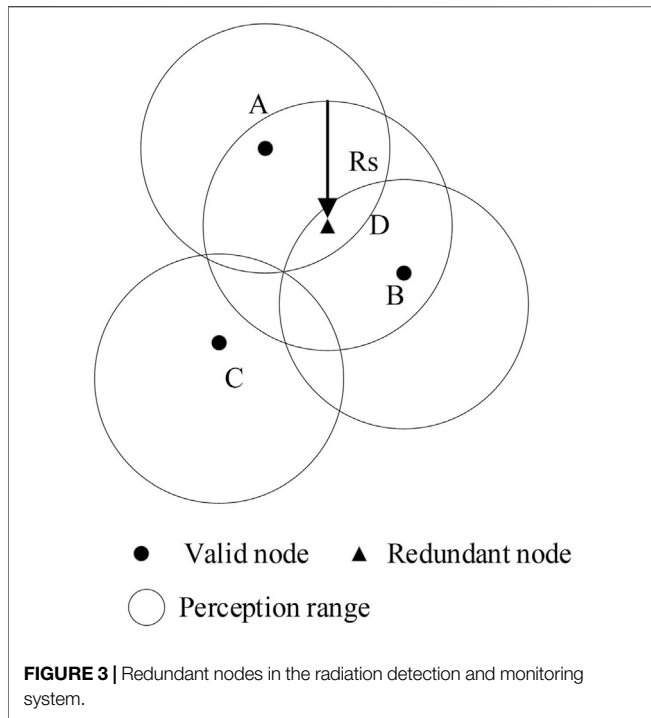 A
Rs
D
B
C
Valid node
Redundant node
Perception range
FIGURE 3 | Redundant nodes in the radiation detection and monitoring
system.